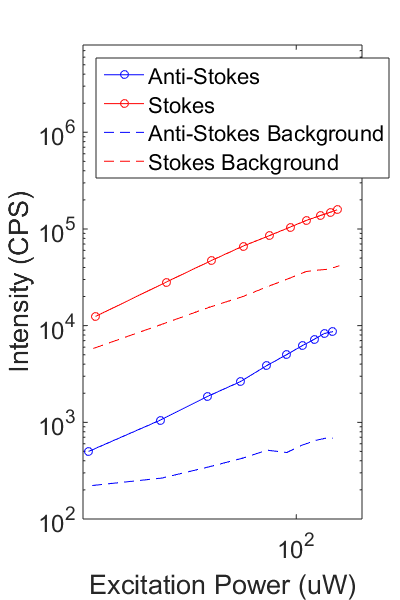 Anti-Stokes
Stokes
Anti-Stokes Background
Stokes Background
10^6
10^5
10^4
10^3
10^2
Intensity (CPS)
10^2
Excitation Power (uW)